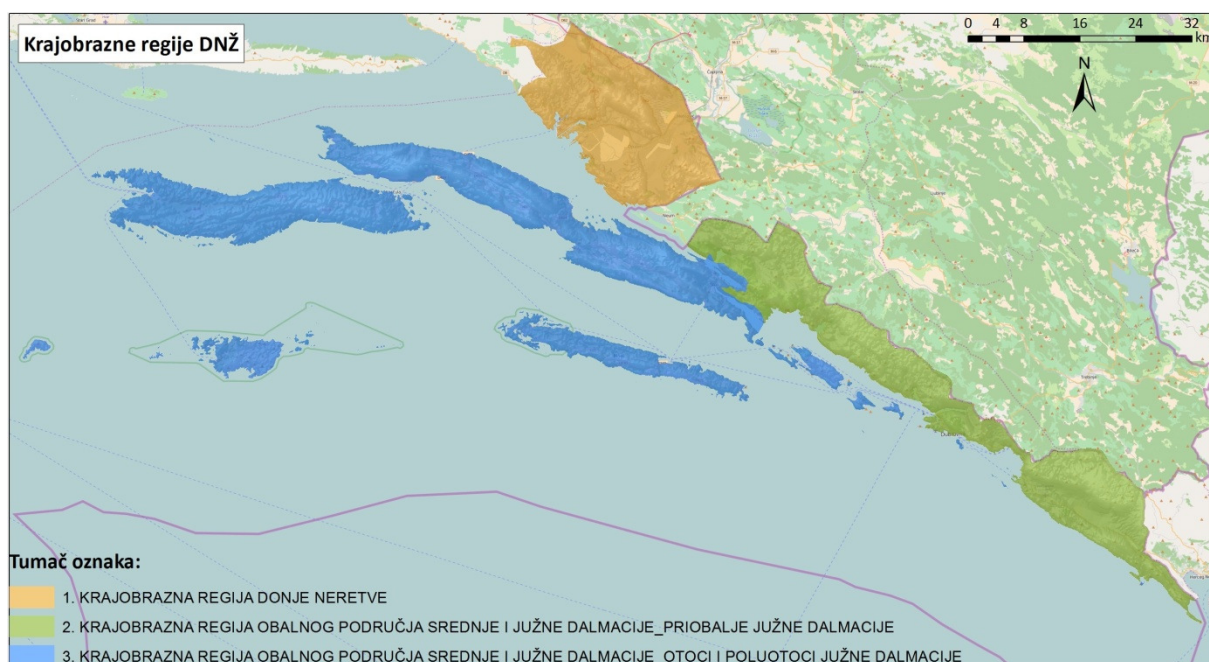 Krajobrazne regije DNŽ
0 4 8 16 24 32
km
N
Tumač oznaka:
1. KRAJOBRAZNA REGIJA DONJE NERETVE
2. KRAJOBRAZNA REGIJA OBALNOG PODRUČJA SREDNJE I JUŽNE DALMACIJE_PRIOBALJE JUŽNE DALMACIJE
3. KRAJOBRAZNA REGIJA OBALNOG PODRUČJA SREDNJE I JUŽNE DALMACIJE_OTOCI I POLUOTOCI JUŽNE DALMACIJE